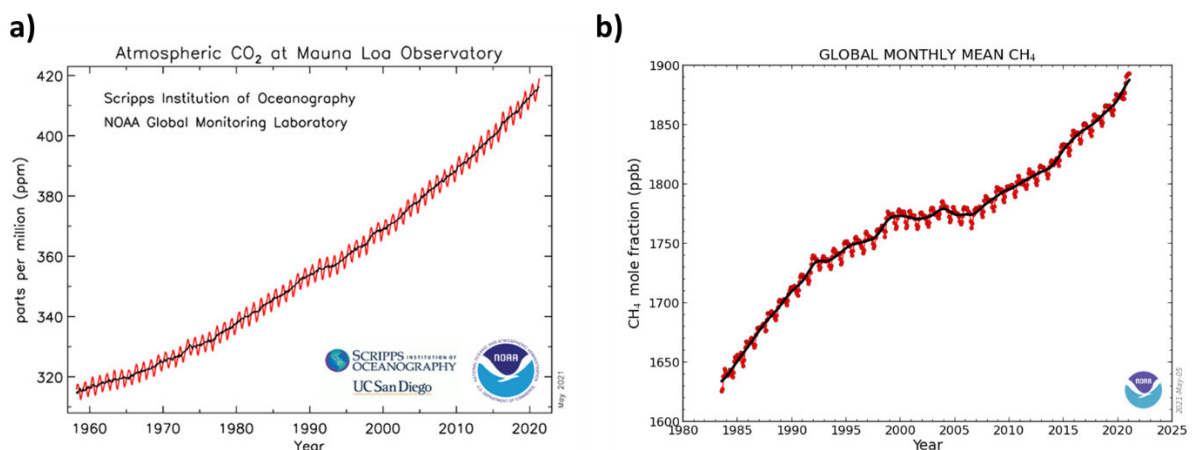 a)
Atmospheric CO₂ at Mauna Loa Observatory
Scripps Institution of Oceanography
NOAA Global Monitoring Laboratory
parts per million (ppm)
420
400
380
360
340
320
1960
1970
1980
1990
2000
2010
2020
Year
SCRIPPS INSTITUTION OF
OCEANOGRAPHY
UC San Diego
NOAA
May 2021
b)
GLOBAL MONTHLY MEAN CH₄
CH₄ mole fraction (ppb)
1900
1850
1800
1750
1700
1650
1600
1980
1985
1990
1995
2000
2005
2010
2015
2020
2025
Year
NOAA
2021-May-05